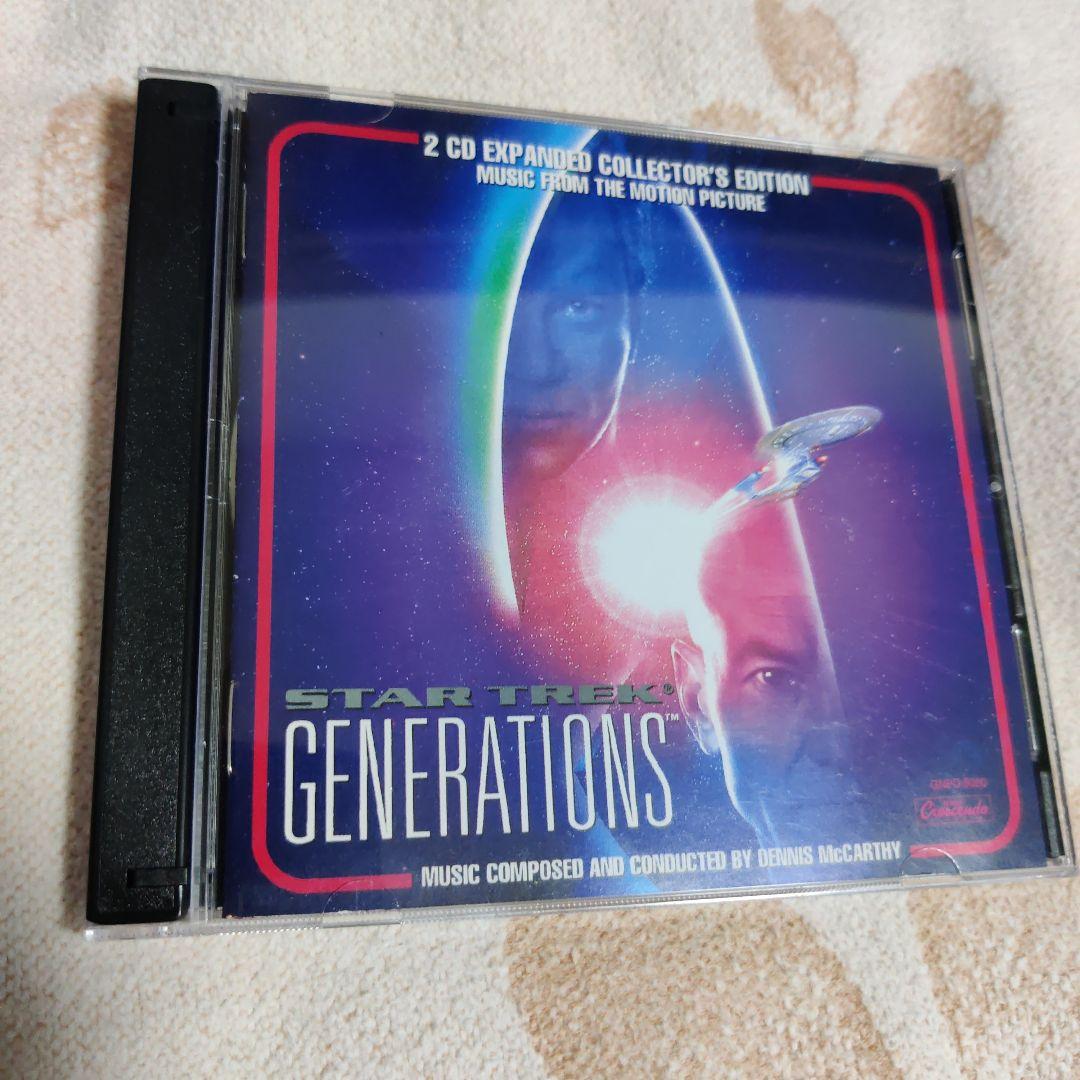 2 CD EXPANDED COLLECTOR'S EDITION
MUSIC FROM THE MOTION PICTURE
STAR TREK®
GENERATIONS™
Crescendo
MUSIC COMPOSED AND CONDUCTED BY DENNIS McCARTHY